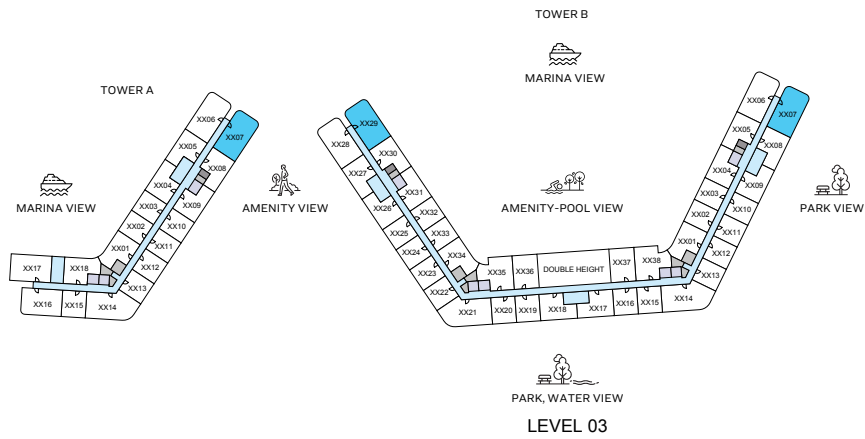 TOWER B
MARINA VIEW
TOWER A
MARINA VIEW
AMENITY VIEW
AMENITY-POOL VIEW
PARK VIEW
XX06
XX07
XX05
XX08
XX04
XX09
XX03
XX10
XX02
XX11
XX01
XX12
XX13
XX17
XX18
XX16
XX15
XX14
XX29
XX28
XX30
XX27
XX31
XX26
XX32
XX25
XX33
XX24
XX34
XX23
XX22
XX35
XX36
DOUBLE HEIGHT
XX37
XX38
XX21
XX20
XX19
XX18
XX17
XX16
XX15
XX14
XX06
XX07
XX05
XX08
XX04
XX09
XX03
XX10
XX02
XX11
XX01
XX12
XX13
PARK, WATER VIEW
LEVEL 03